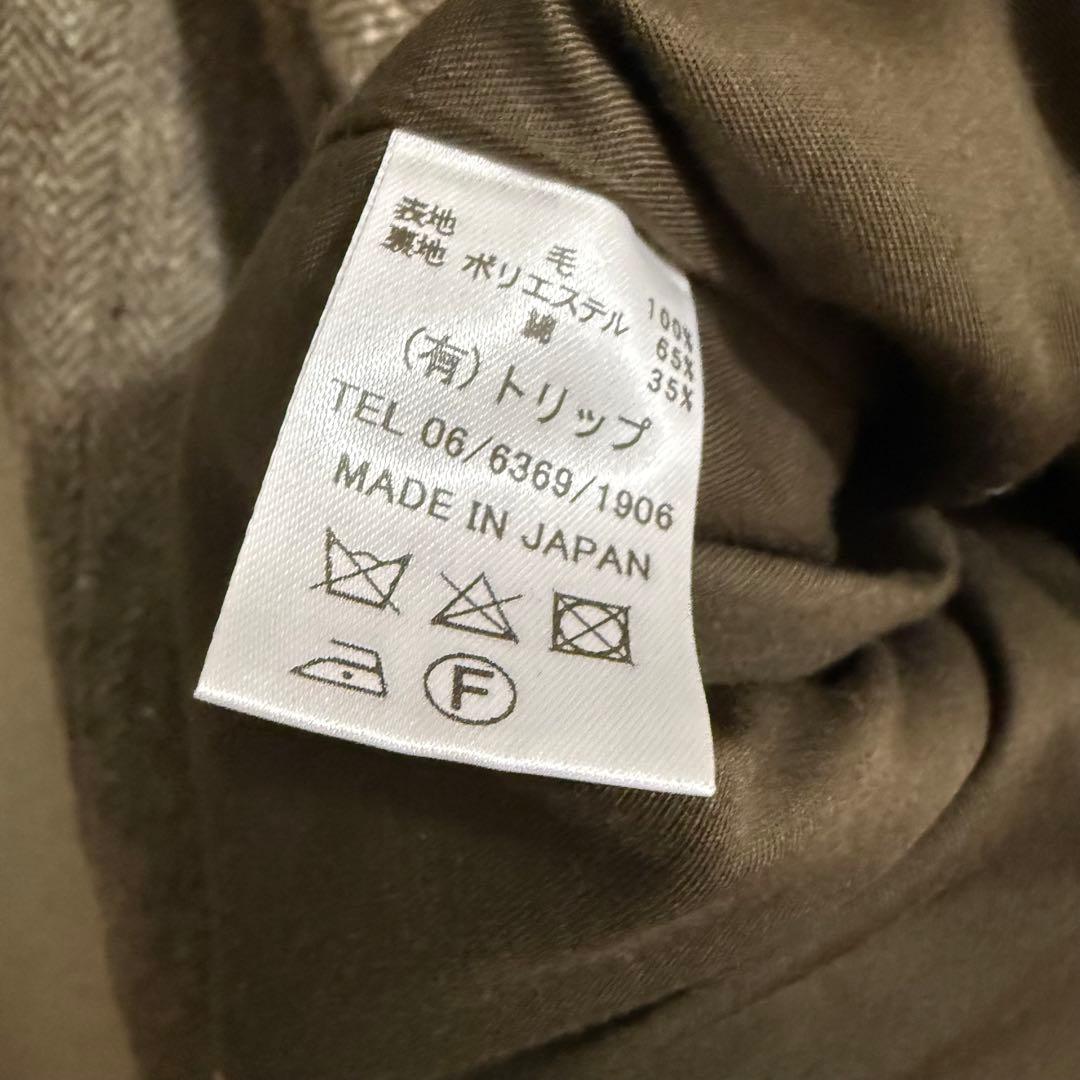 表地 毛 100%
裏地 ポリエステル 65%
綿 35%
(有)トリップ
TEL 06/6369/1906
MADE IN JAPAN
F